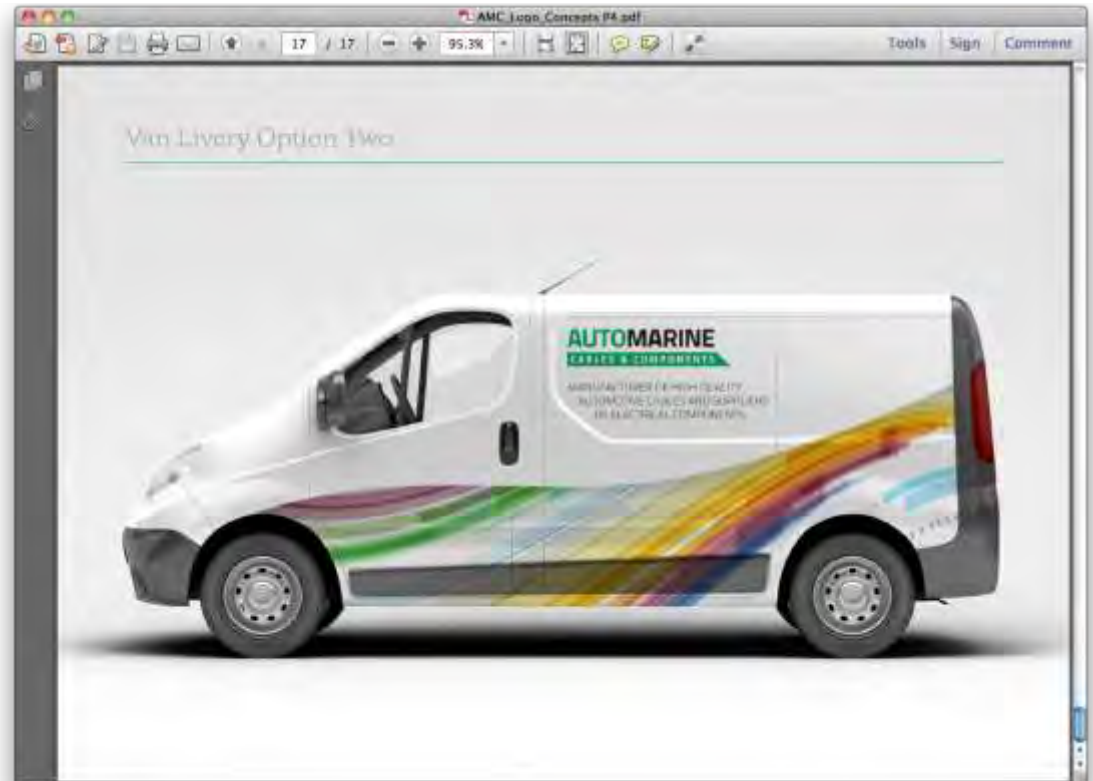 AMC_Logo_Concepts P4.pdf
17 / 17
95.3%
Tools Sign Comment
Van Livery Option Two
AUTOMARINE
CABLES & COMPONENTS
MANUFACTURER OF HIGH QUALITY
AUTOMOTIVE CABLES AND SUPPLIERS
OF ELECTRICAL COMPONENTS